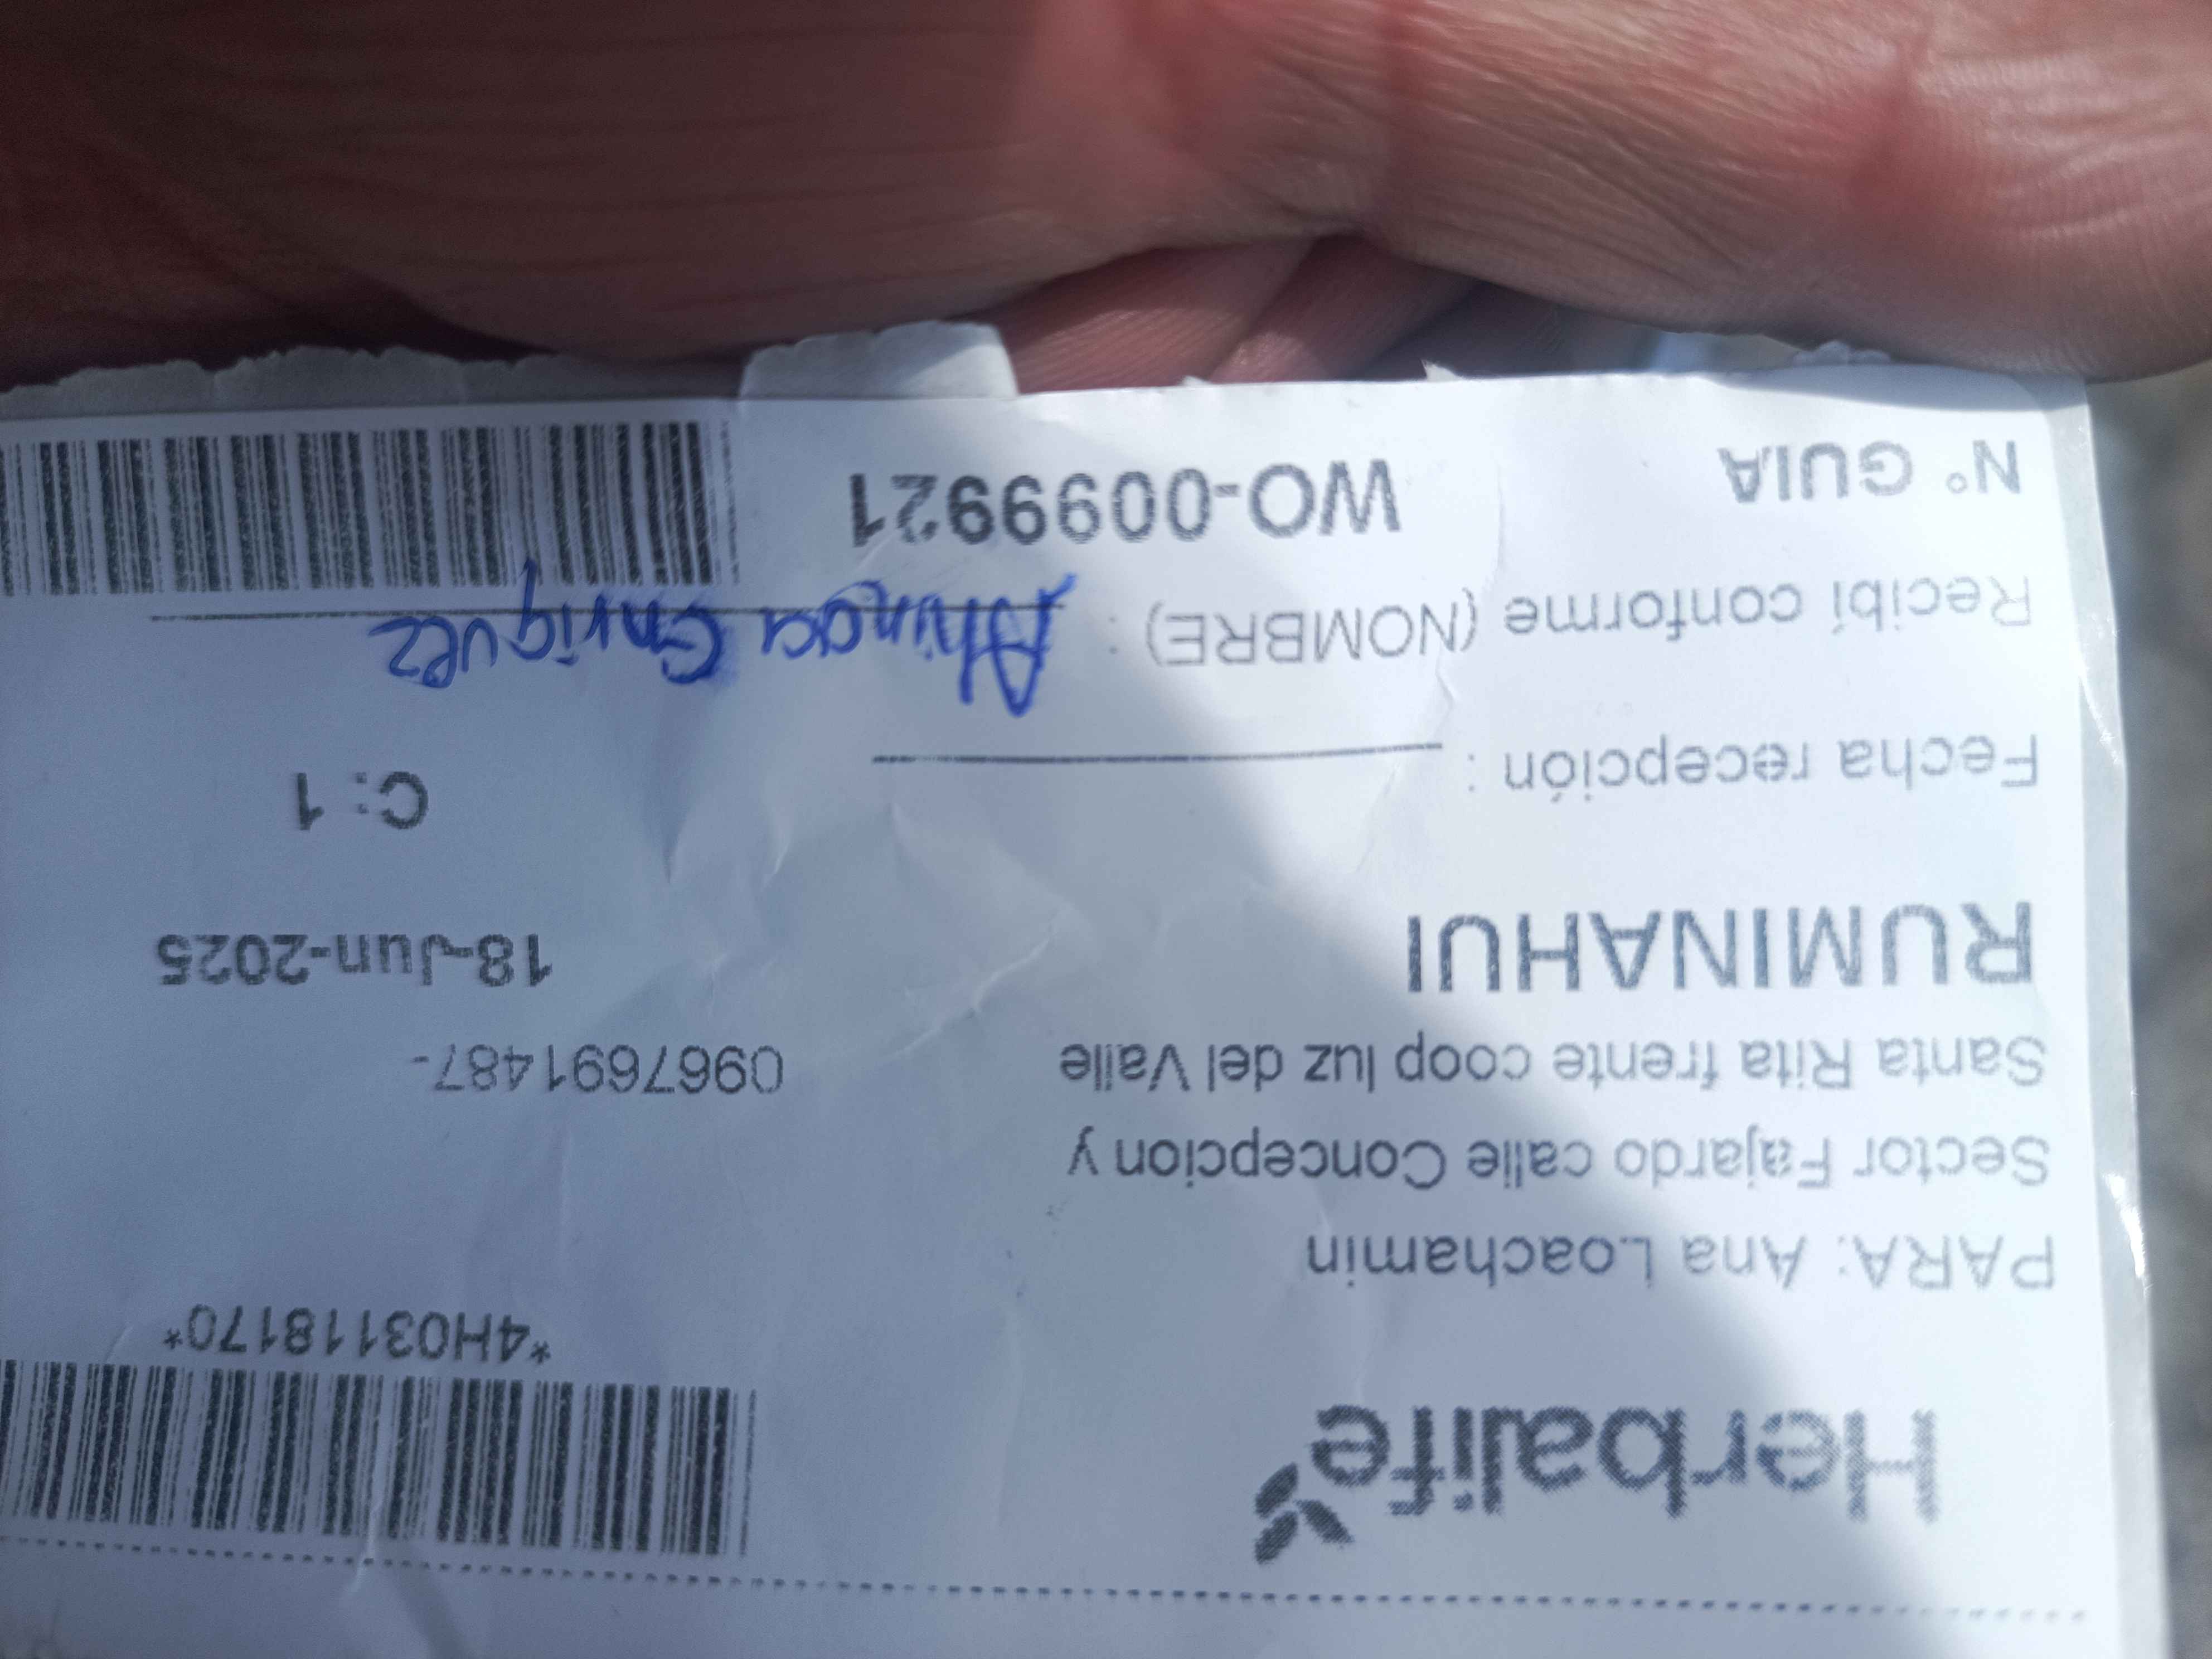 Herbalife
*4H03118170*
PARA: Ana Loachamin
Sector Fajardo calle Concepcion y
Santa Rita frente coop luz del Valle
0967691487-
RUMINAHUI
18-Jun-2025
Fecha recepción :
C: 1
Recibí conforme (NOMBRE) : Enriquez
N° GUIA
WO-0099921